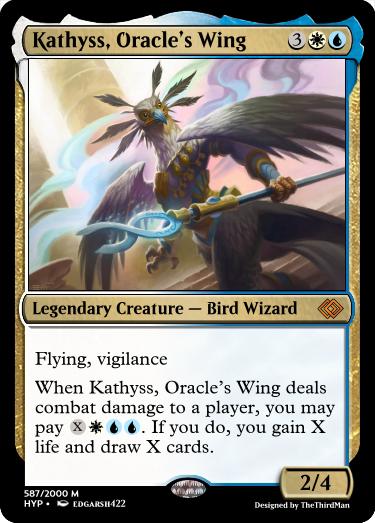 Kathyss, Oracle's Wing 3
Legendary Creature — Bird Wizard
Flying, vigilance
When Kathyss, Oracle's Wing deals
combat damage to a player, you may
pay X. If you do, you gain X
life and draw X cards.
2/4
587/2000 M
HYP • EDGARSH422
Designed by TheThirdMan